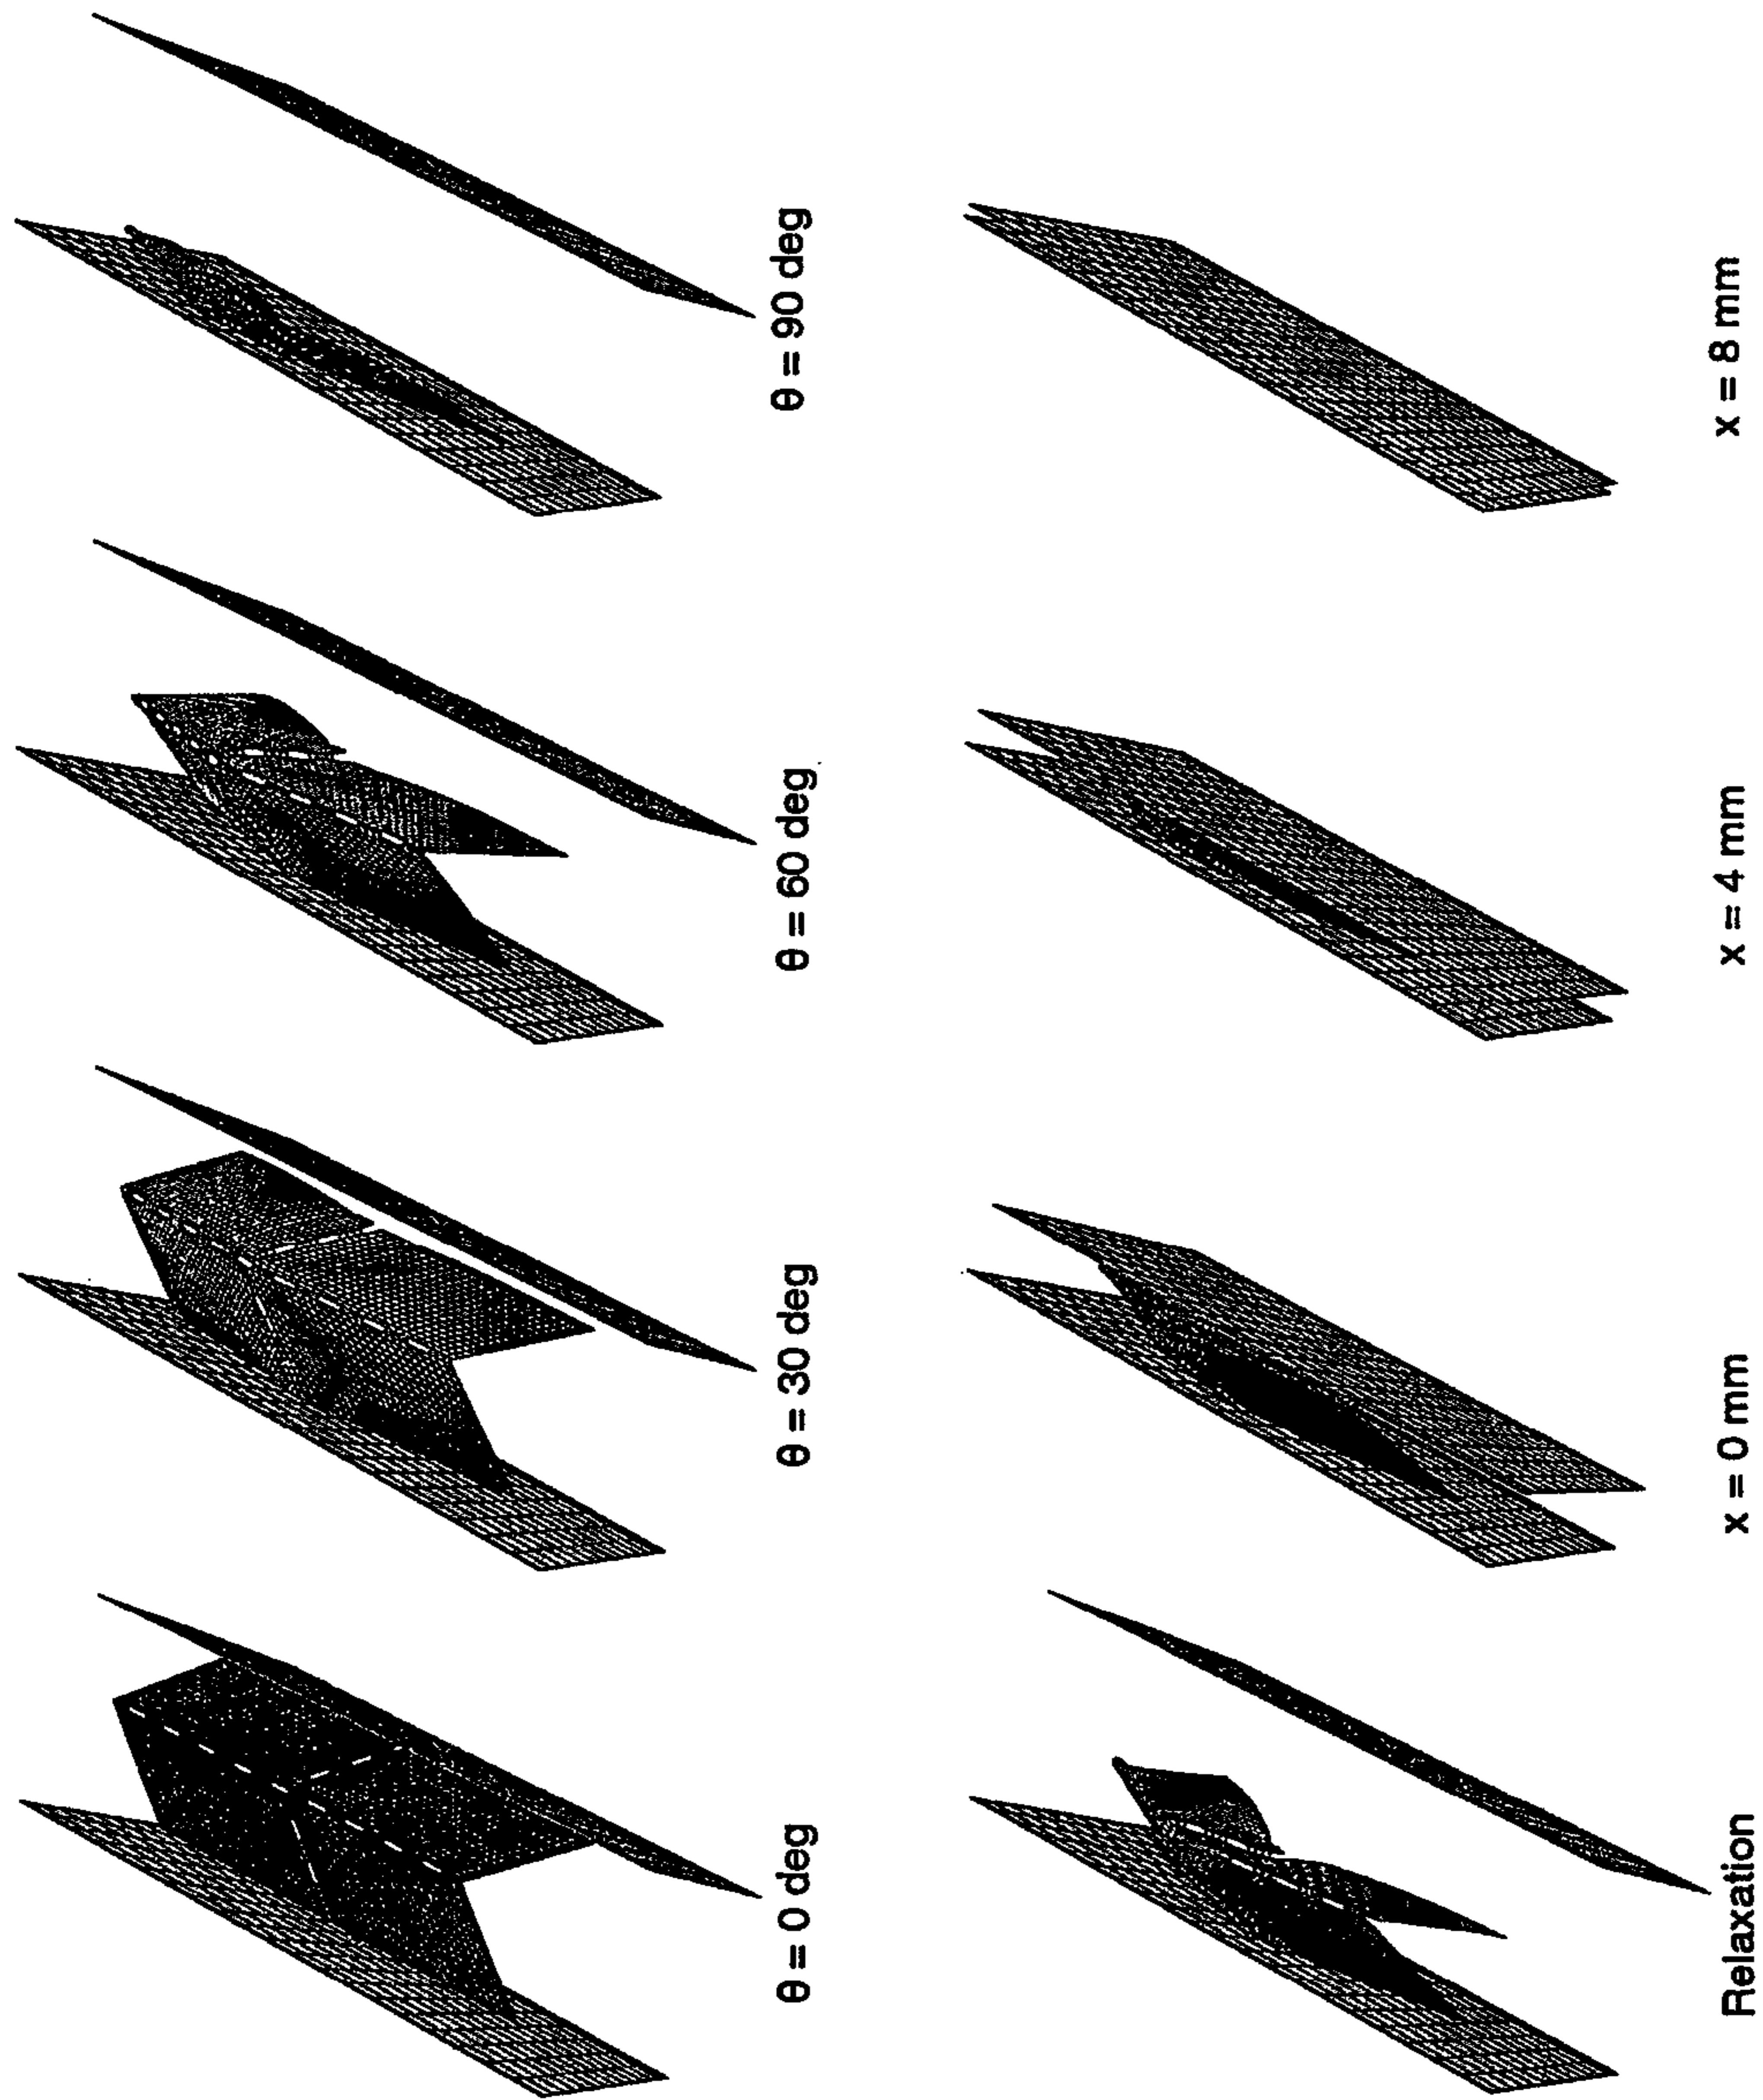 θ = 0 deg
θ = 30 deg
θ = 60 deg
θ = 90 deg
Relaxation
x = 0 mm
x = 4 mm
x = 8 mm